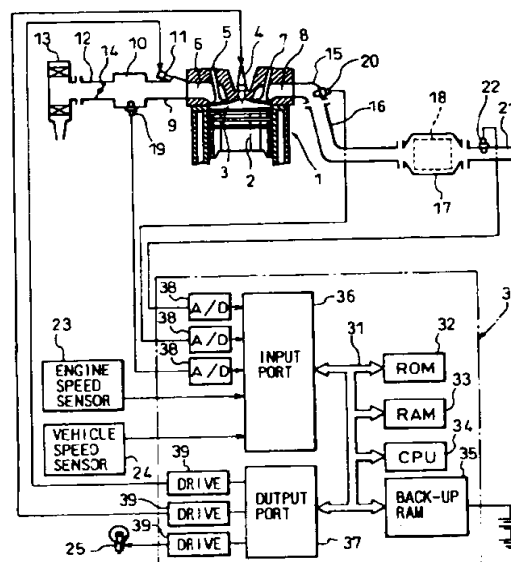 13
12
14
10
11
6
5
4
7
8
15
20
9
16
19
3
2
1
18
22
21
17
38
A/D
36
3
23
38
A/D
31
32
38
A/D
INPUT
PORT
ROM
33
ENGINE
SPEED
SENSOR
RAM
34
CPU
35
VEHICLE
SPEED
SENSOR
24
39
DRIVE
OUTPUT
PORT
BACK-UP
RAM
39
DRIVE
39
DRIVE
25
37